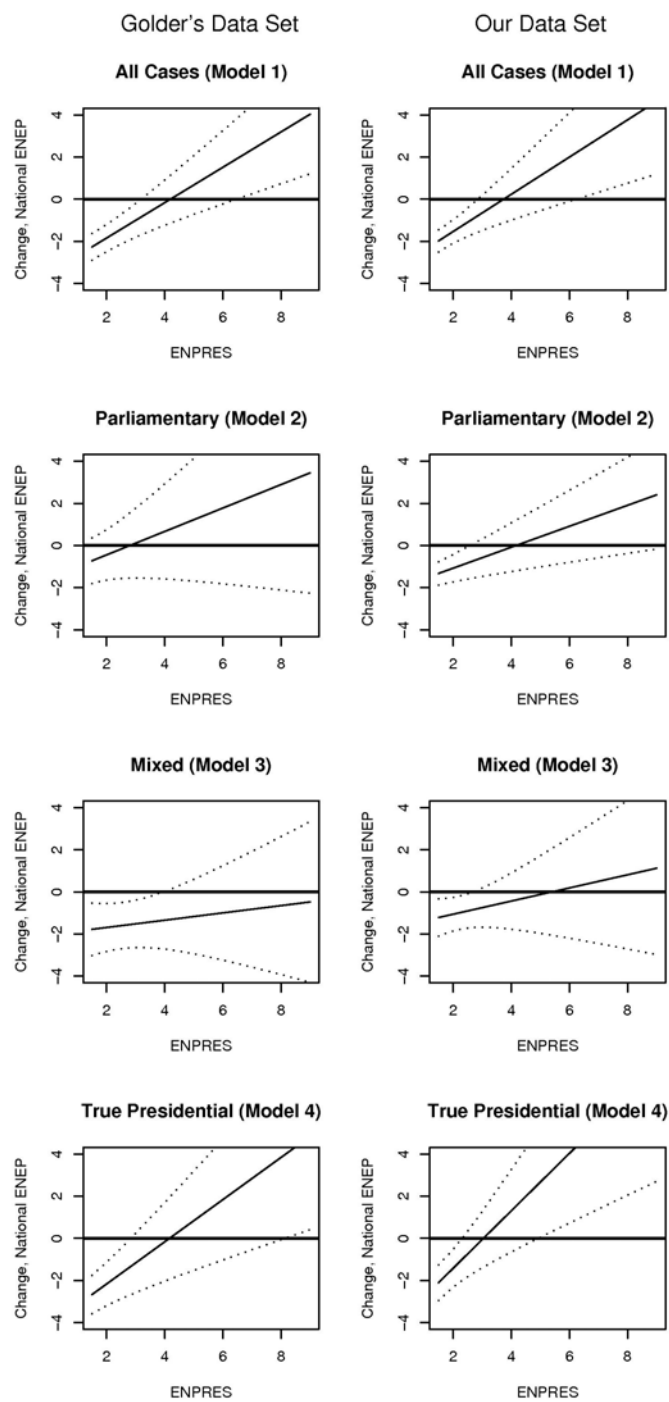 Golder's Data Set
Our Data Set
All Cases (Model 1)
All Cases (Model 1)
Change, National ENEP
4
2
0
−2
−4
2 4 6 8
ENPRES
Change, National ENEP
4
2
0
−2
−4
2 4 6 8
ENPRES
Parliamentary (Model 2)
Parliamentary (Model 2)
Change, National ENEP
4
2
0
−2
−4
2 4 6 8
ENPRES
Change, National ENEP
4
2
0
−2
−4
2 4 6 8
ENPRES
Mixed (Model 3)
Mixed (Model 3)
Change, National ENEP
4
2
0
−2
−4
2 4 6 8
ENPRES
Change, National ENEP
4
2
0
−2
−4
2 4 6 8
ENPRES
True Presidential (Model 4)
True Presidential (Model 4)
Change, National ENEP
4
2
0
−2
−4
2 4 6 8
ENPRES
Change, National ENEP
4
2
0
−2
−4
2 4 6 8
ENPRES